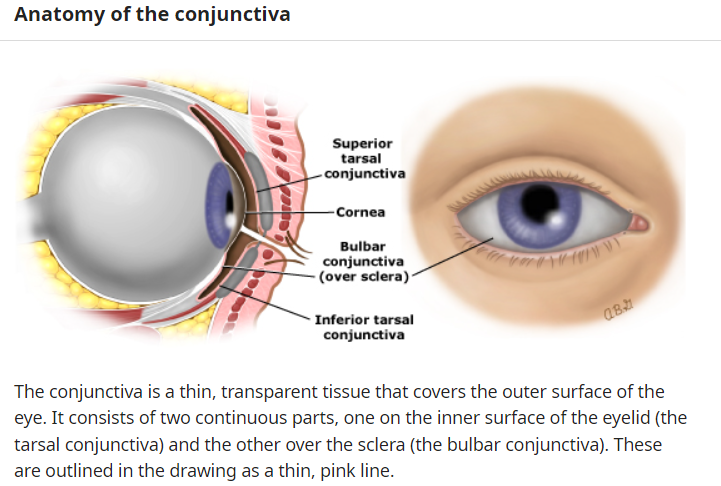 Anatomy of the conjunctiva
Superior
tarsal
conjunctiva
Cornea
Bulbar
conjunctiva
(over sclera)
Inferior tarsal
conjunctiva
The conjunctiva is a thin, transparent tissue that covers the outer surface of the
eye. It consists of two continuous parts, one on the inner surface of the eyelid (the
tarsal conjunctiva) and the other over the sclera (the bulbar conjunctiva). These
are outlined in the drawing as a thin, pink line.